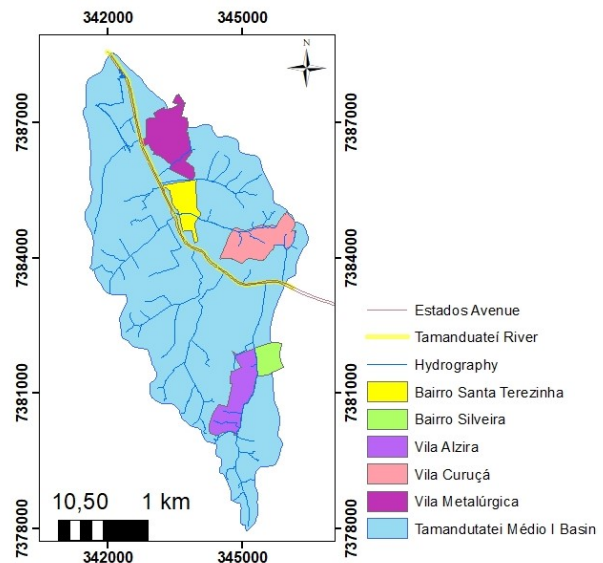 342000 345000
N
7387000 7387000
7384000 7384000
7381000 7381000
7378000 7378000
Estados Avenue
Tamanduateí River
Hydrography
Bairro Santa Terezinha
Bairro Silveira
Vila Alzira
Vila Curuçá
Vila Metalúrgica
Tamandutatei Médio I Basin
10,50 1 km
342000 345000